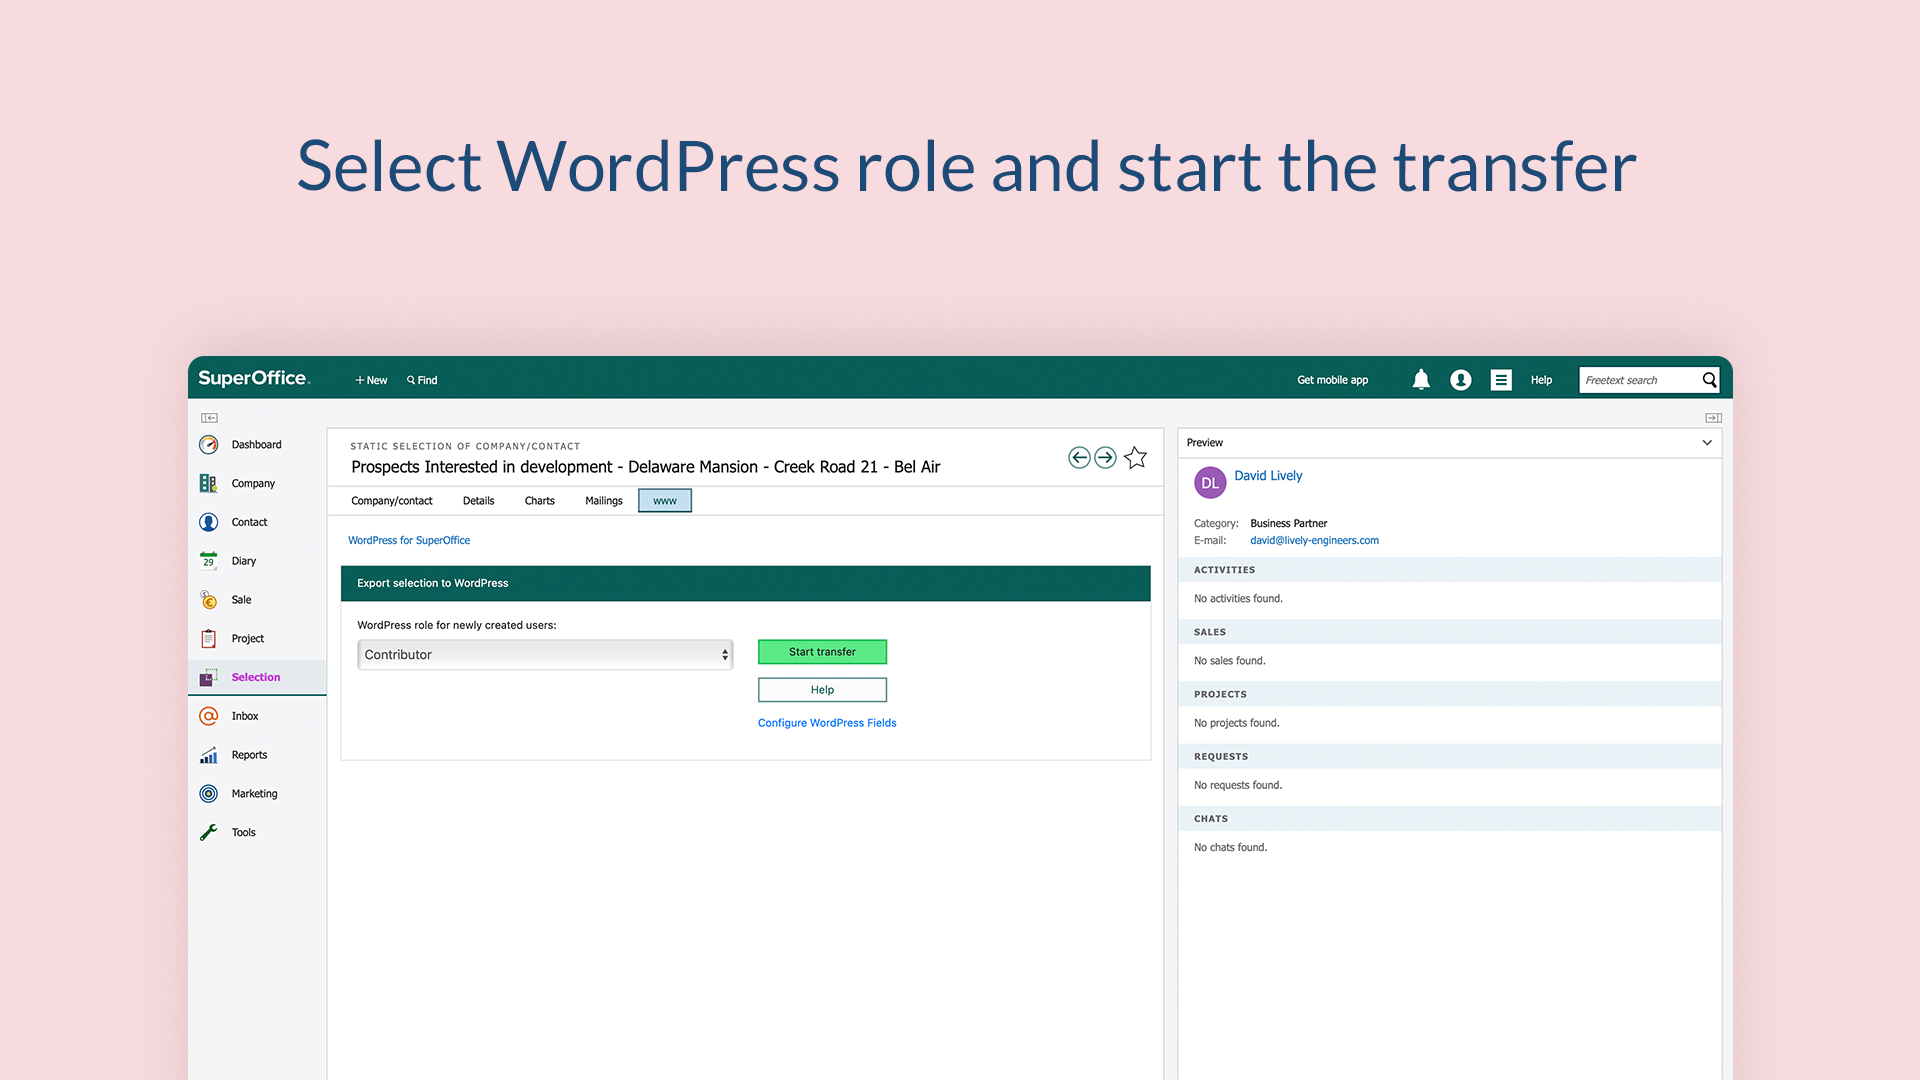 Select WordPress role and start the transfer
SuperOffice.
+ New
Find
Get mobile app
Help
Freetext search
Dashboard
Company
Contact
29
Diary
Sale
Project
Selection
Inbox
Reports
Marketing
Tools
STATIC SELECTION OF COMPANY/CONTACT
Prospects Interested in development - Delaware Mansion - Creek Road 21 - Bel Air
Company/contact
Details
Charts
Mailings
www
WordPress for SuperOffice
Export selection to WordPress
WordPress role for newly created users:
Contributor
Start transfer
Help
Configure WordPress Fields
Preview
DL
David Lively
Category: Business Partner
E-mail: david@lively-engineers.com
ACTIVITIES
No activities found.
SALES
No sales found.
PROJECTS
No projects found.
REQUESTS
No requests found.
CHATS
No chats found.